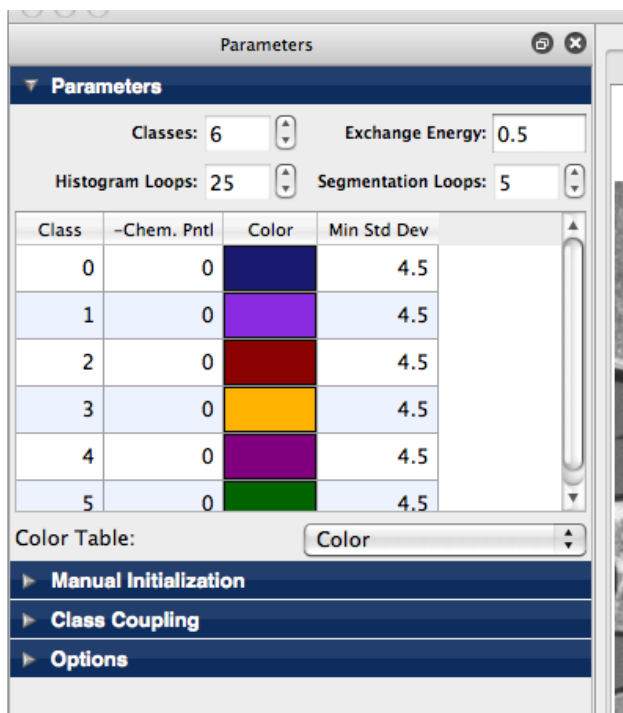 Parameters
Parameters
Classes: 6 Exchange Energy: 0.5
Histogram Loops: 25 Segmentation Loops: 5
Class -Chem. Pntl Color Min Std Dev
0 0 4.5
1 0 4.5
2 0 4.5
3 0 4.5
4 0 4.5
5 0 4.5
Color Table: Color
Manual Initialization
Class Coupling
Options